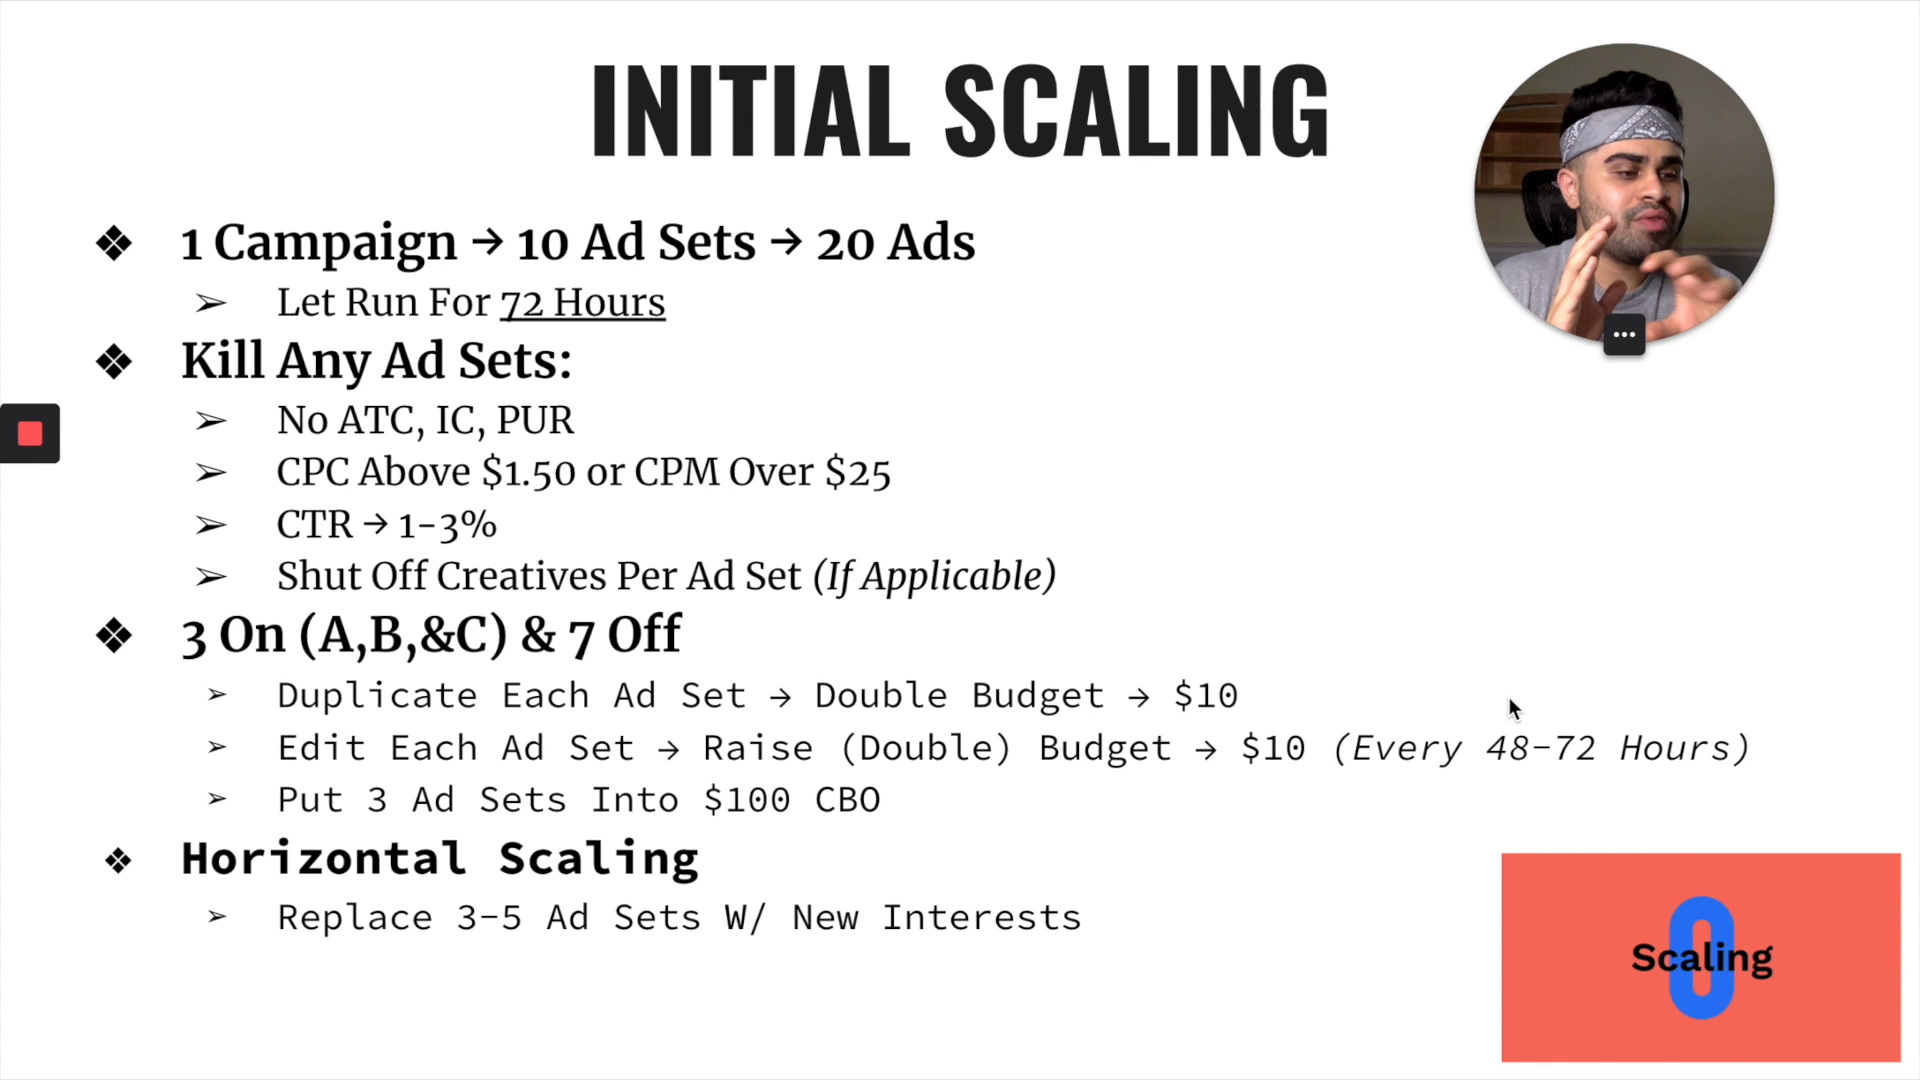 INITIAL SCALING
❖ 1 Campaign → 10 Ad Sets → 20 Ads
➢ Let Run For 72 Hours
❖ Kill Any Ad Sets:
➢ No ATC, IC, PUR
➢ CPC Above $1.50 or CPM Over $25
➢ CTR → 1-3%
➢ Shut Off Creatives Per Ad Set (If Applicable)
❖ 3 On (A,B,&C) & 7 Off
➢ Duplicate Each Ad Set → Double Budget → $10
➢ Edit Each Ad Set → Raise (Double) Budget → $10 (Every 48-72 Hours)
➢ Put 3 Ad Sets Into $100 CBO
❖ Horizontal Scaling
➢ Replace 3-5 Ad Sets W/ New Interests
Scaling